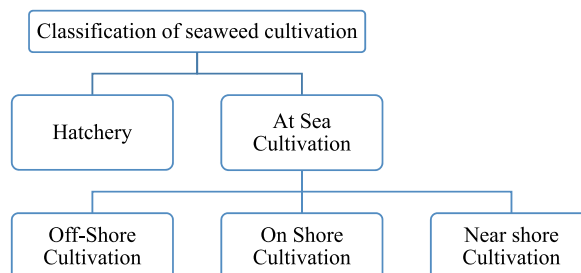 Classification of seaweed cultivation
Hatchery
At Sea
Cultivation
Off-Shore
Cultivation
On Shore
Cultivation
Near shore
Cultivation